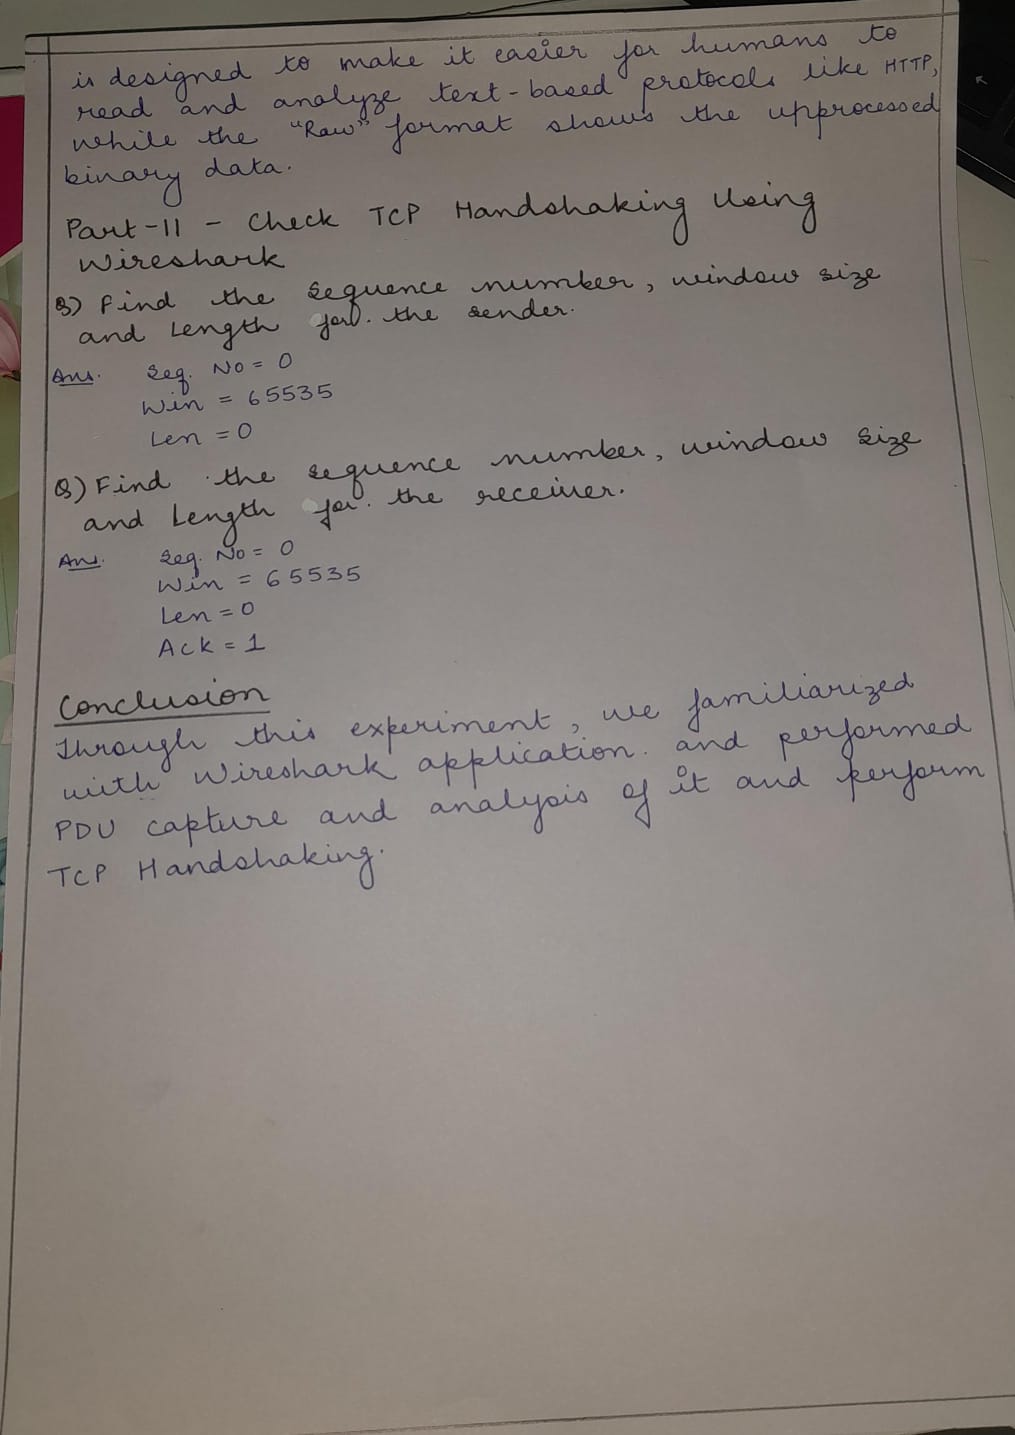 is designed to make it easier for humans to
read and analyze text-based protocols like HTTP,
while the "Raw" format shows the upprocessed
binary data.
Part-II - Check TCP Handshaking Using
Wireshark
Q) Find the sequence number, window size
and Length for. the sender.
Ans. Seq. No = 0
Win = 65535
Len = 0
Q) Find the sequence number, window size
and Length for. the receiver.
Ans. Seq. No = 0
Win = 65535
Len = 0
Ack = 1
Conclusion
Through this experiment, we familiarized
with Wireshark application. and performed
PDU capture and analysis of it and perform
TCP Handshaking.